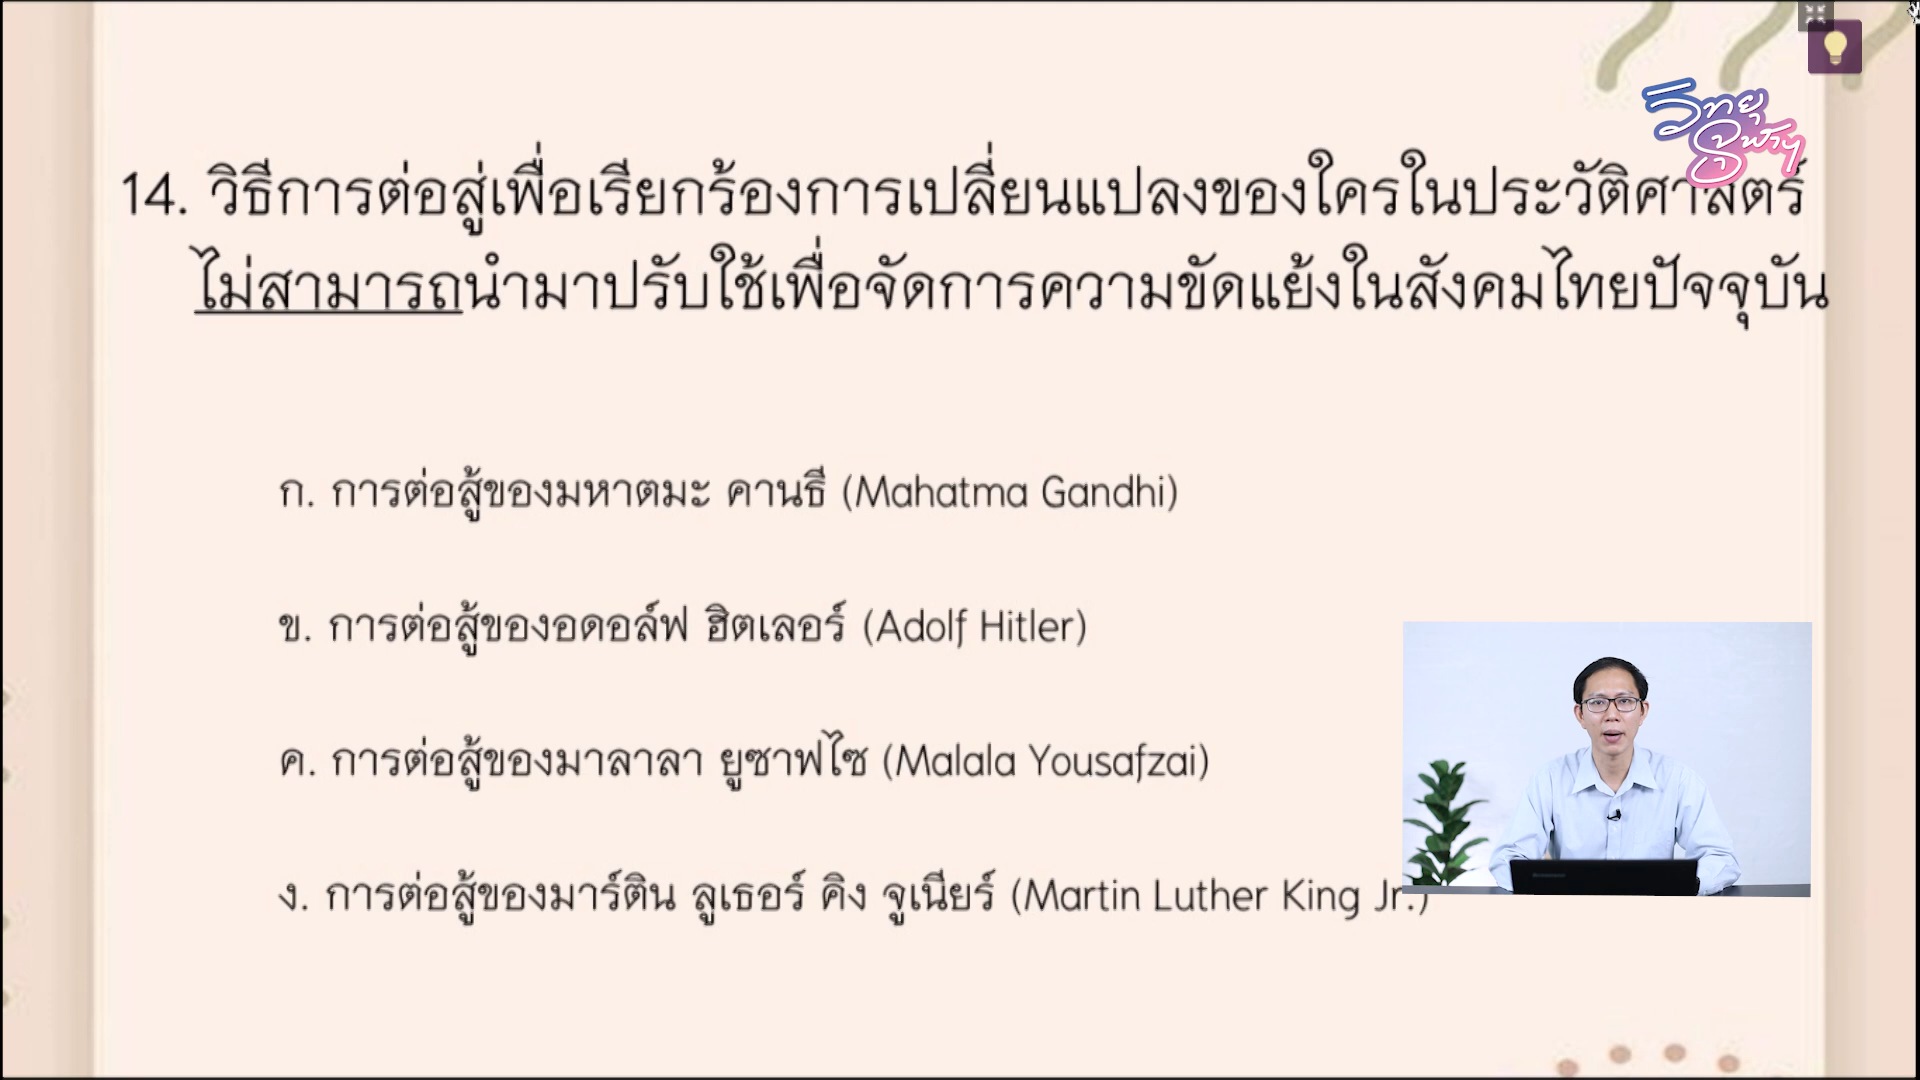 วิทยุ
จุฬาฯ
14. วิธีการต่อสู่เพื่อเรียกร้องการเปลี่ยนแปลงของใครในประวัติศาสตร์
ไม่สามารถนำมาปรับใช้เพื่อจัดการความขัดแย้งในสังคมไทยปัจจุบัน
ก. การต่อสู้ของมหาตมะ คานธี (Mahatma Gandhi)
ข. การต่อสู้ของอดอล์ฟ ฮิตเลอร์ (Adolf Hitler)
ค. การต่อสู้ของมาลาลา ยูซาฟไซ (Malala Yousafzai)
ง. การต่อสู้ของมาร์ติน ลูเธอร์ คิง จูเนียร์ (Martin Luther King Jr.)